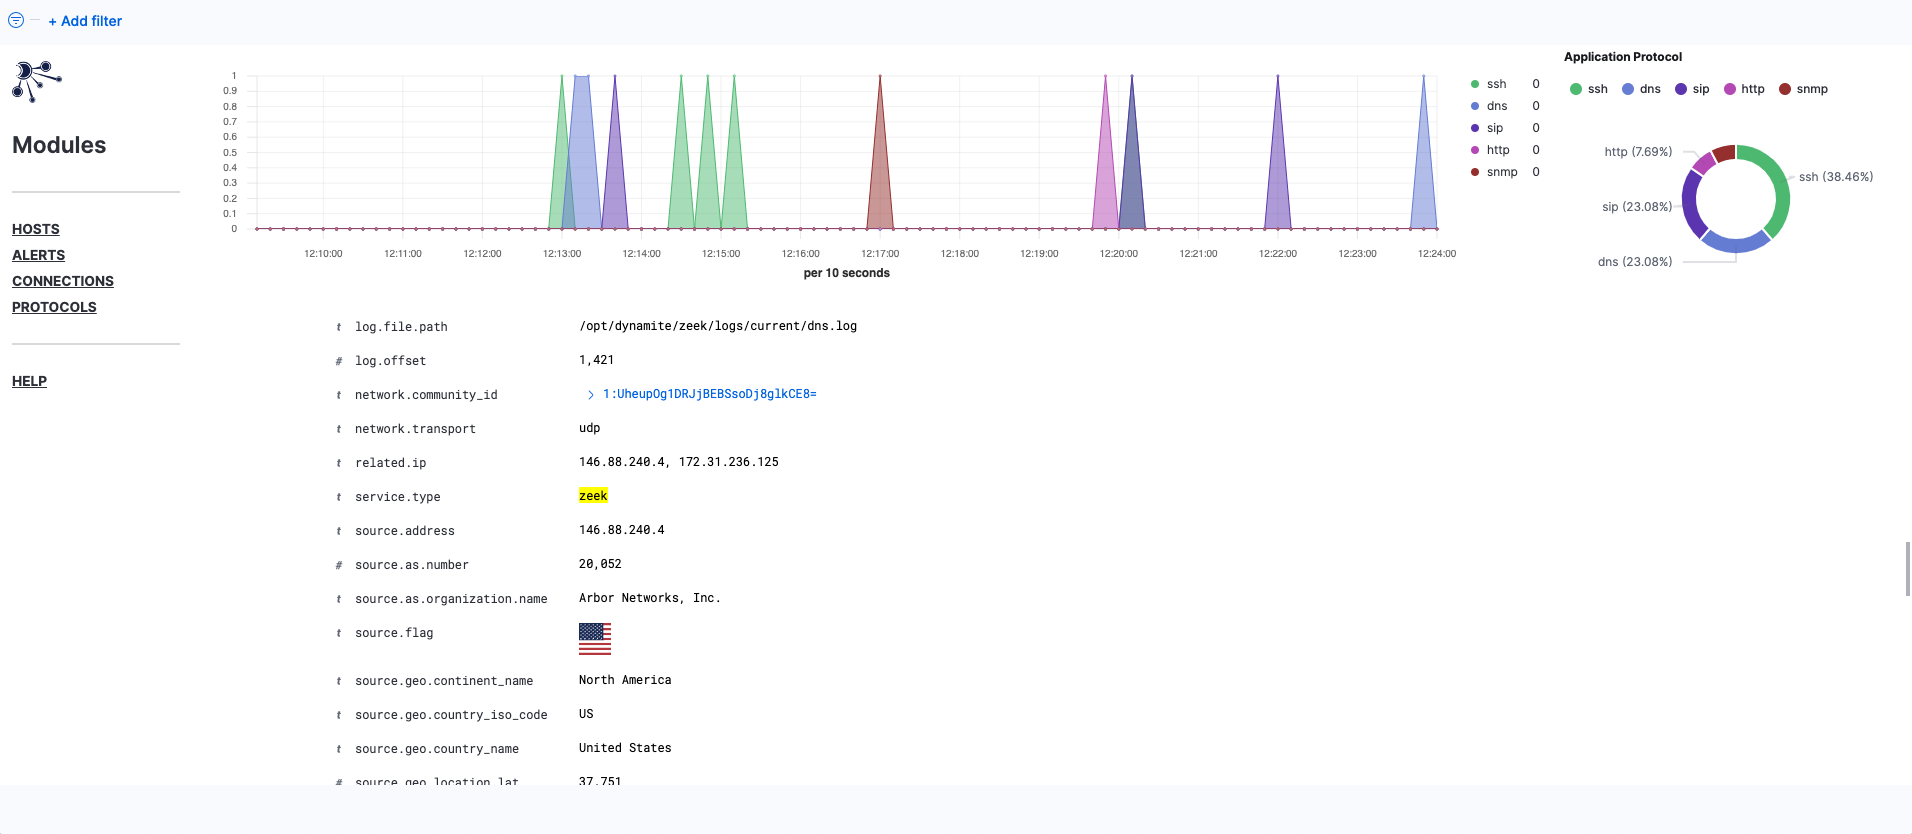 + Add filter
Modules
HOSTS
ALERTS
CONNECTIONS
PROTOCOLS
HELP
1
0.9
0.8
0.7
0.6
0.5
0.4
0.3
0.2
0.1
0
12:10:00 12:11:00 12:12:00 12:13:00 12:14:00 12:15:00 12:16:00 12:17:00 12:18:00 12:19:00 12:20:00 12:21:00 12:22:00 12:23:00 12:24:00
per 10 seconds
ssh 0
dns 0
sip 0
http 0
snmp 0
Application Protocol
ssh dns sip http snmp
http (7.69%)
ssh (38.46%)
sip (23.08%)
dns (23.08%)
t log.file.path /opt/dynamite/zeek/logs/current/dns.log
# log.offset 1,421
t network.community_id > 1:UheupOg1DRJjBEBSsoDj8glkCE8=
t network.transport udp
t related.ip 146.88.240.4, 172.31.236.125
t service.type zeek
t source.address 146.88.240.4
# source.as.number 20,052
t source.as.organization.name Arbor Networks, Inc.
t source.flag
t source.geo.continent_name North America
t source.geo.country_iso_code US
t source.geo.country_name United States
# source.geo.location.lat 37.751